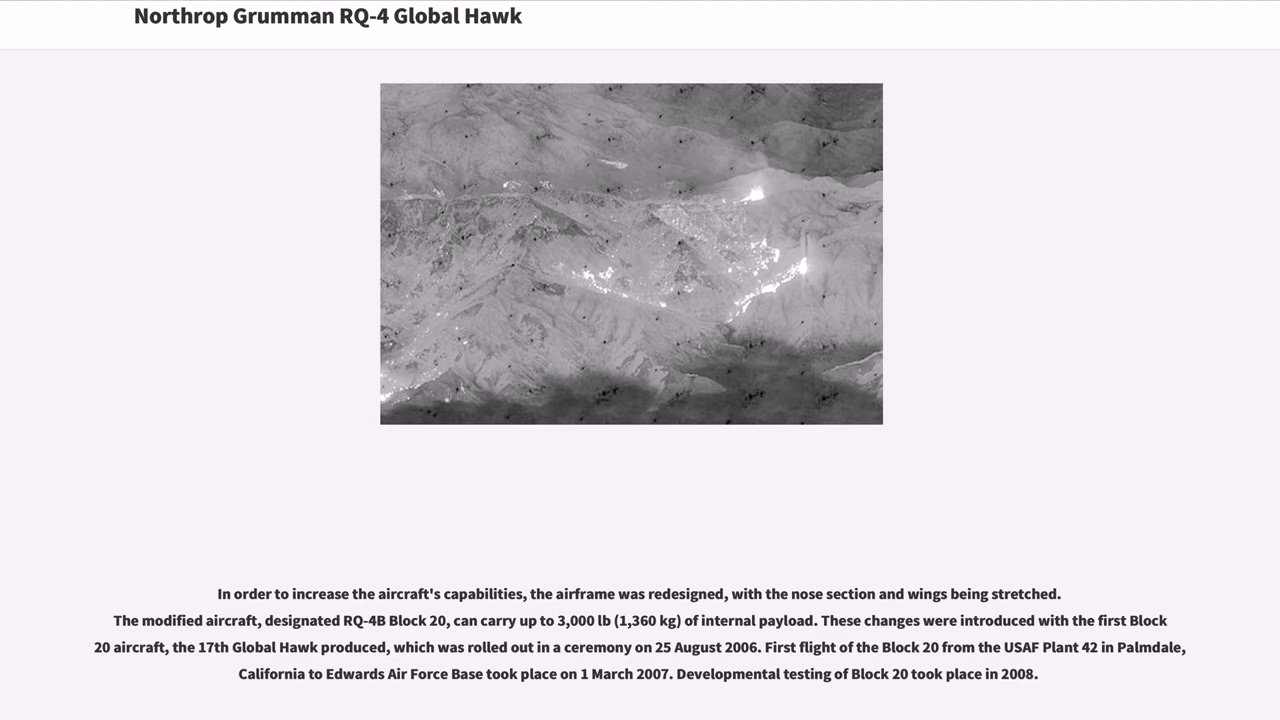 Northrop Grumman RQ-4 Global Hawk
In order to increase the aircraft's capabilities, the airframe was redesigned, with the nose section and wings being stretched.
The modified aircraft, designated RQ-4B Block 20, can carry up to 3,000 lb (1,360 kg) of internal payload. These changes were introduced with the first Block
20 aircraft, the 17th Global Hawk produced, which was rolled out in a ceremony on 25 August 2006. First flight of the Block 20 from the USAF Plant 42 in Palmdale,
California to Edwards Air Force Base took place on 1 March 2007. Developmental testing of Block 20 took place in 2008.